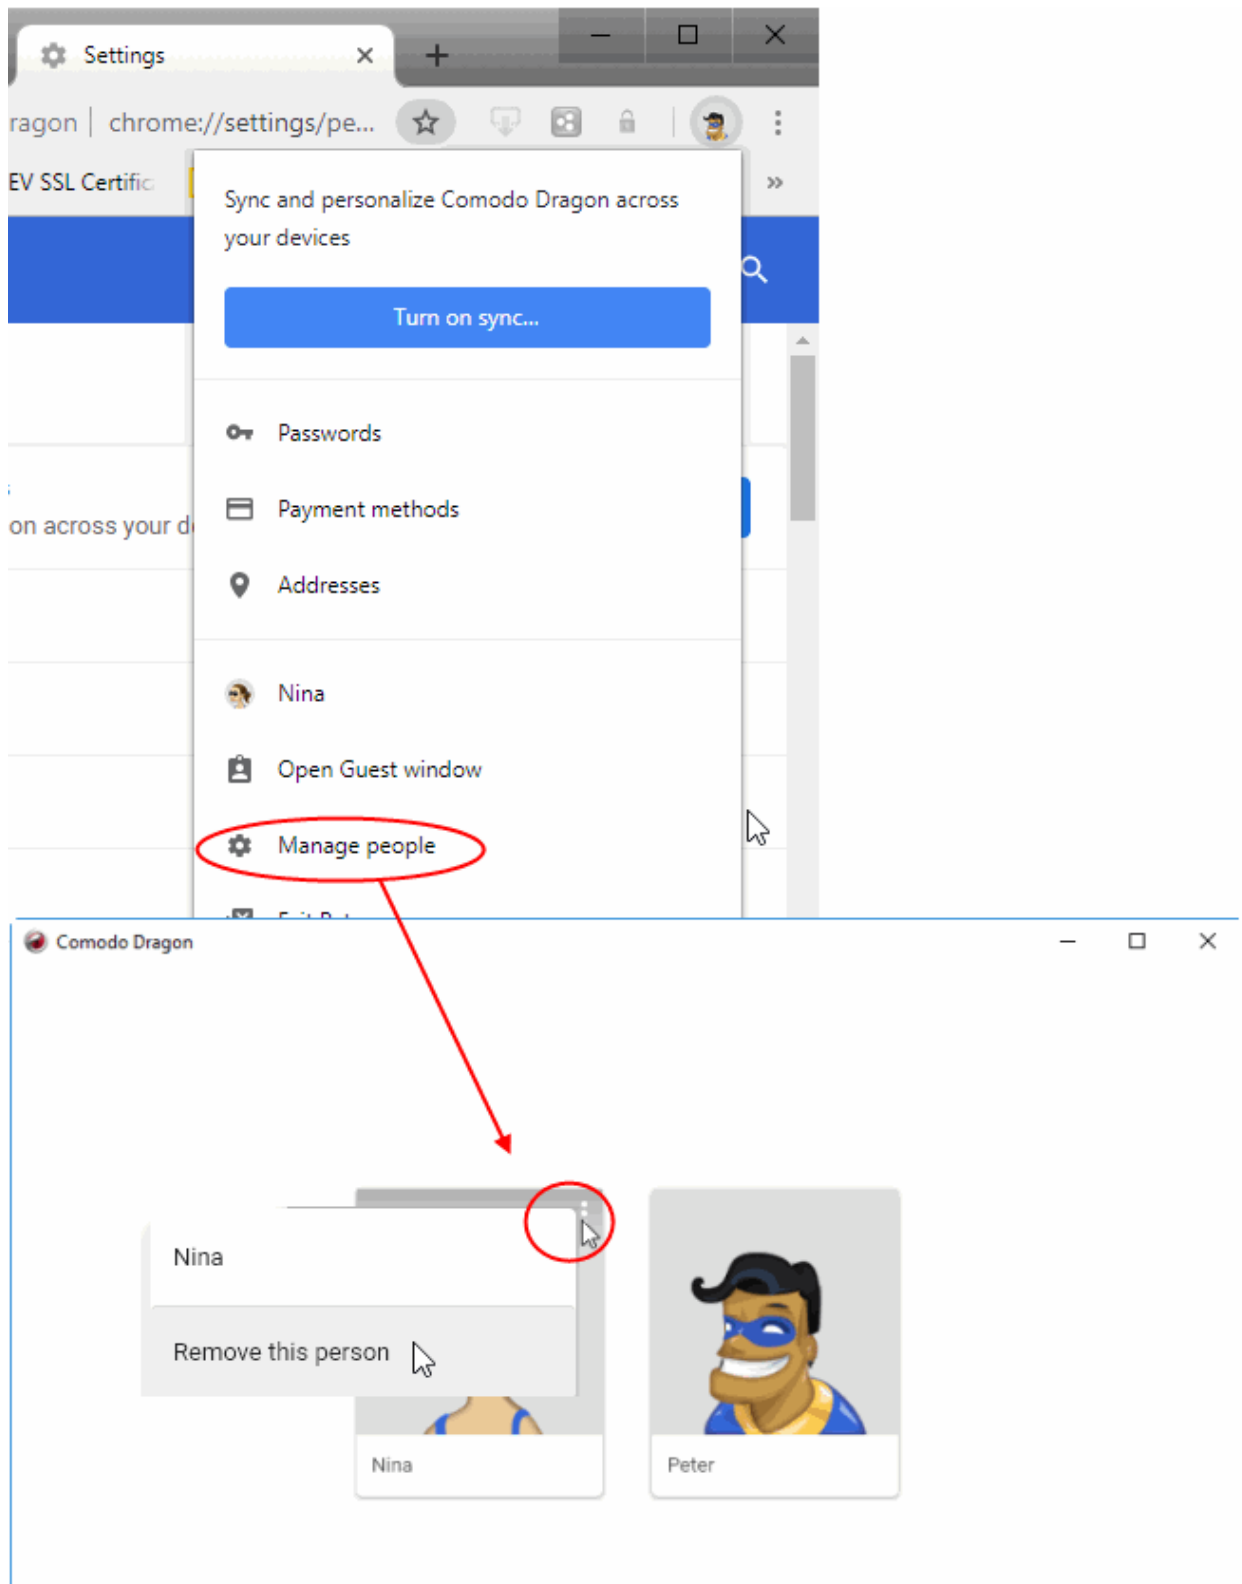 Settings
ragon | chrome://settings/pe...
EV SSL Certific
Sync and personalize Comodo Dragon across
your devices
Turn on sync...
Passwords
Payment methods
on across your d
Addresses
Nina
Open Guest window
Manage people
Comodo Dragon
Nina
Remove this person
Nina
Peter